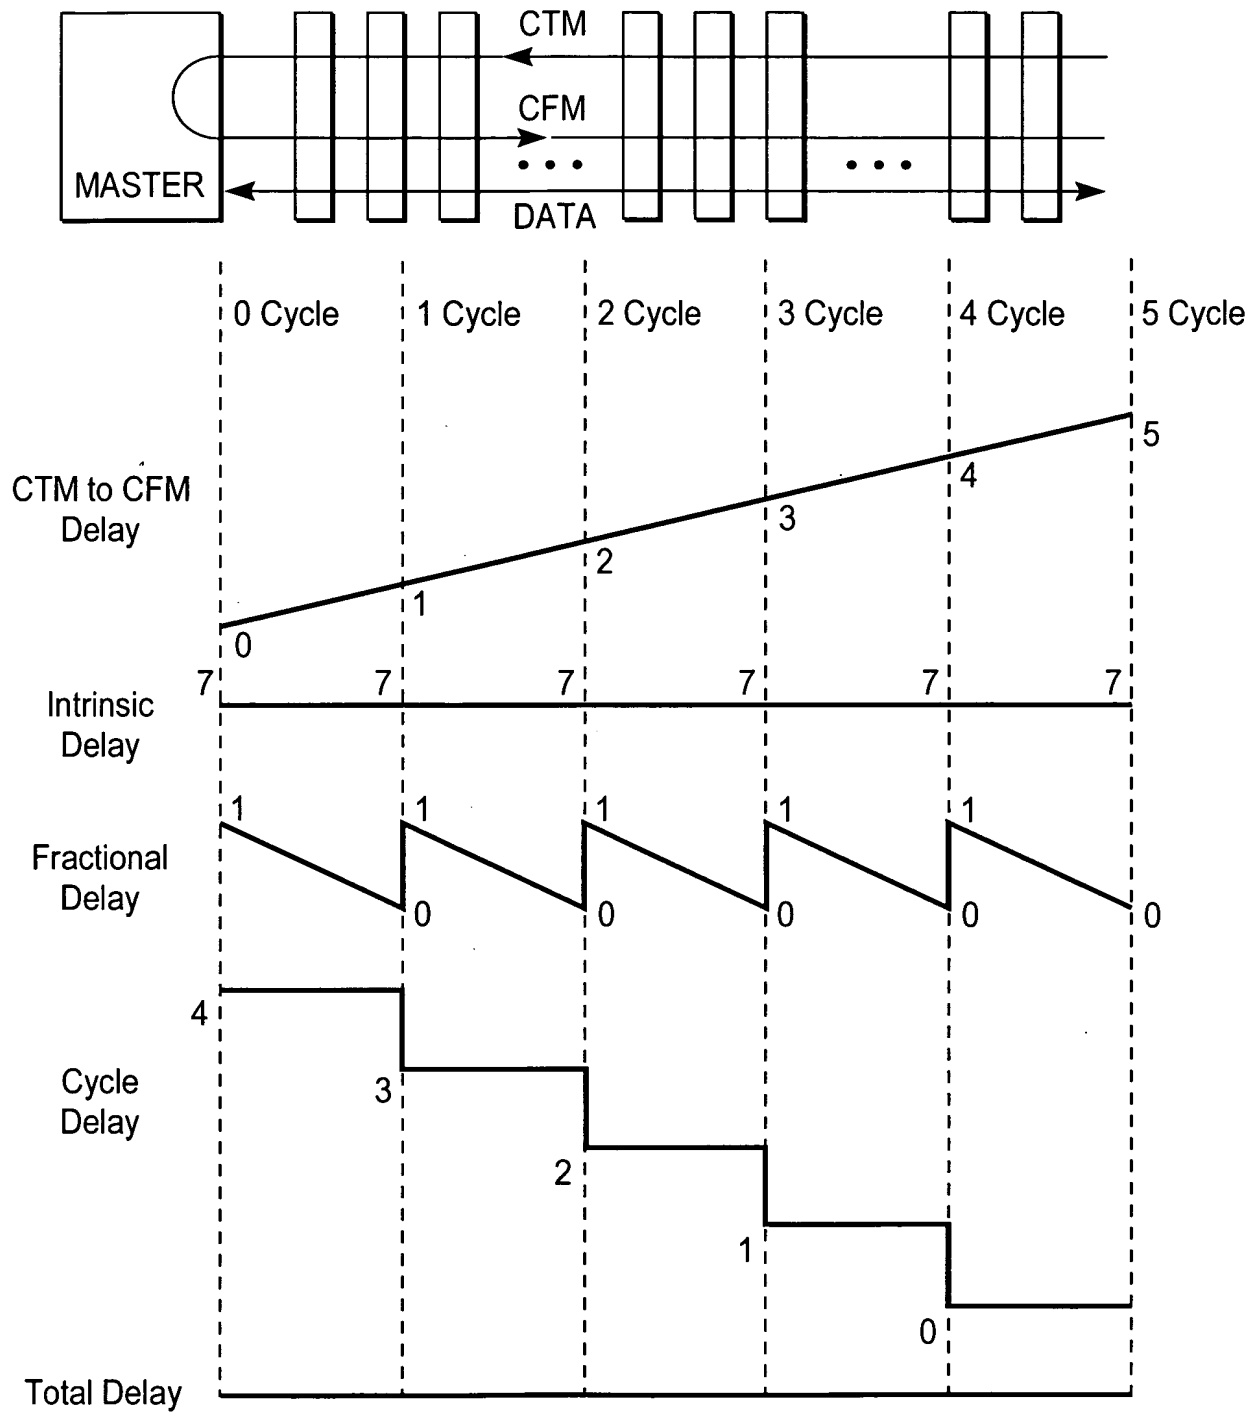 CTM
CFM
• • •
• • •
MASTER
DATA
0 Cycle
1 Cycle
2 Cycle
3 Cycle
4 Cycle
5 Cycle
CTM to CFM
Delay
0
1
2
3
4
5
Intrinsic
Delay
7
7
7
7
7
7
Fractional
Delay
1
1
1
1
1
0
0
0
0
0
Cycle
Delay
4
3
2
1
0
Total Delay